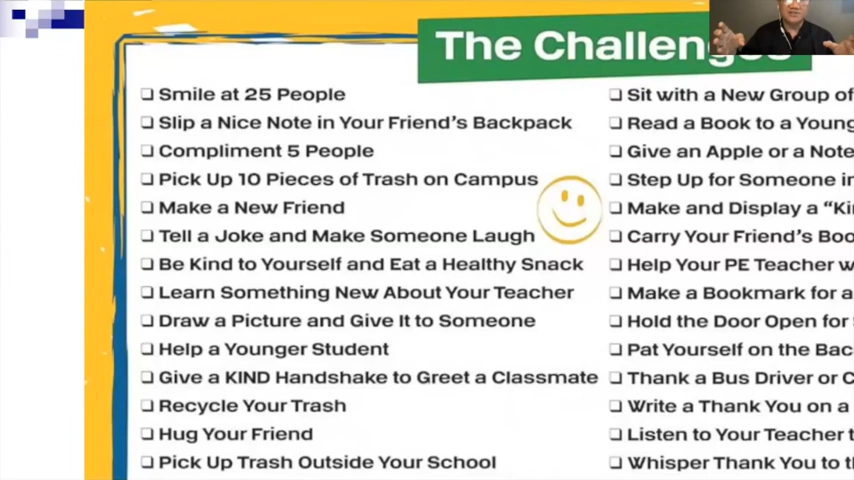 The Challenges
❏ Smile at 25 People
❏ Slip a Nice Note in Your Friend's Backpack
❏ Compliment 5 People
❏ Pick Up 10 Pieces of Trash on Campus
❏ Make a New Friend
❏ Tell a Joke and Make Someone Laugh
❏ Be Kind to Yourself and Eat a Healthy Snack
❏ Learn Something New About Your Teacher
❏ Draw a Picture and Give It to Someone
❏ Help a Younger Student
❏ Give a KIND Handshake to Greet a Classmate
❏ Recycle Your Trash
❏ Hug Your Friend
❏ Pick Up Trash Outside Your School
❏ Sit with a New Group of
❏ Read a Book to a Young
❏ Give an Apple or a Note
❏ Step Up for Someone in
❏ Make and Display a "Ki
❏ Carry Your Friend's Boo
❏ Help Your PE Teacher w
❏ Make a Bookmark for a
❏ Hold the Door Open for
❏ Pat Yourself on the Bac
❏ Thank a Bus Driver or C
❏ Write a Thank You on a
❏ Listen to Your Teacher t
❏ Whisper Thank You to th